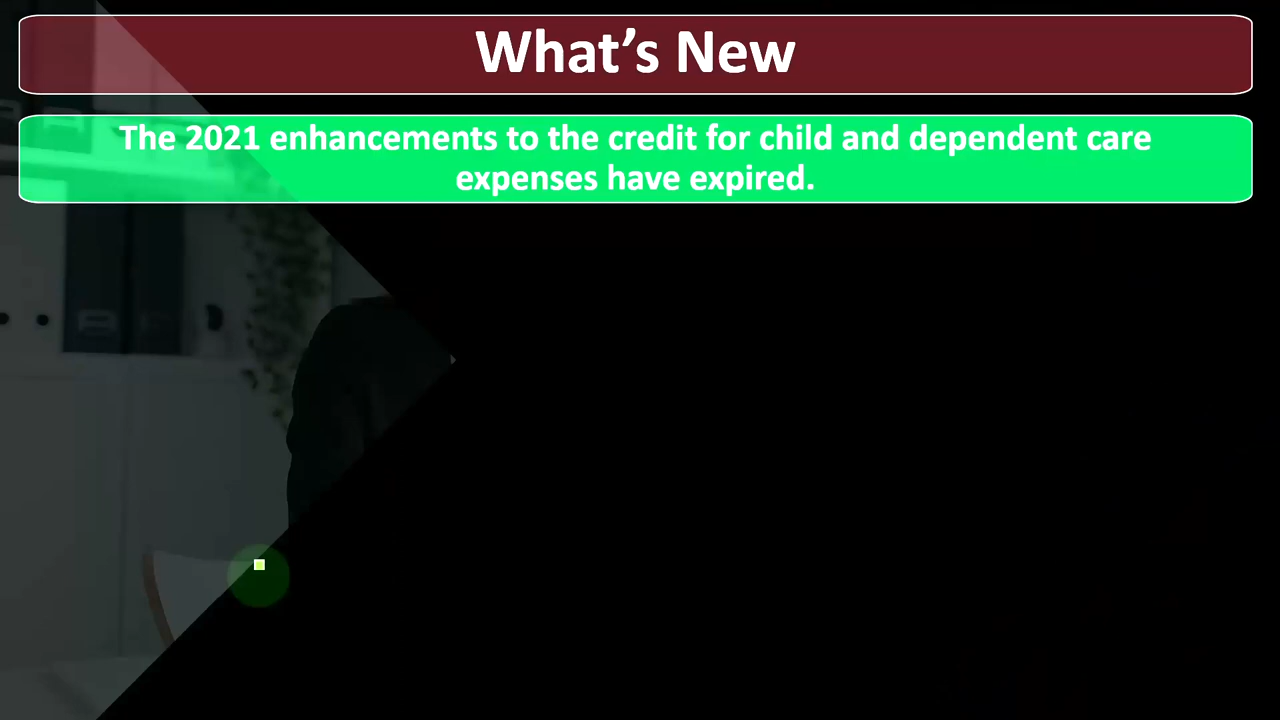 What’s New
The 2021 enhancements to the credit for child and dependent care
expenses have expired.